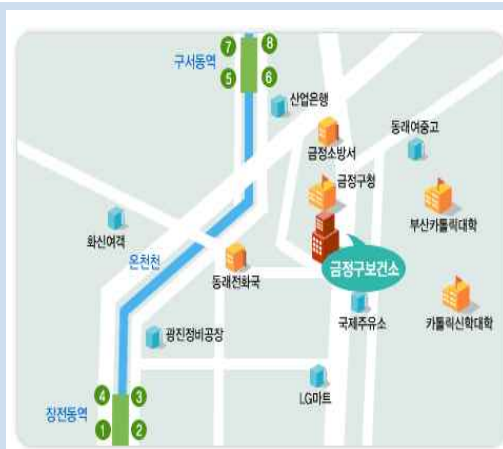 7
8
구서동역
5
6
산업은행
동래여중고
금정소방서
금정구청
부산카톨릭대학
화신여객
온천천
동래전화국
금정구보건소
국제주유소
카톨릭신학대학
광진정비공장
LG마트
4
3
장전동역
1
2